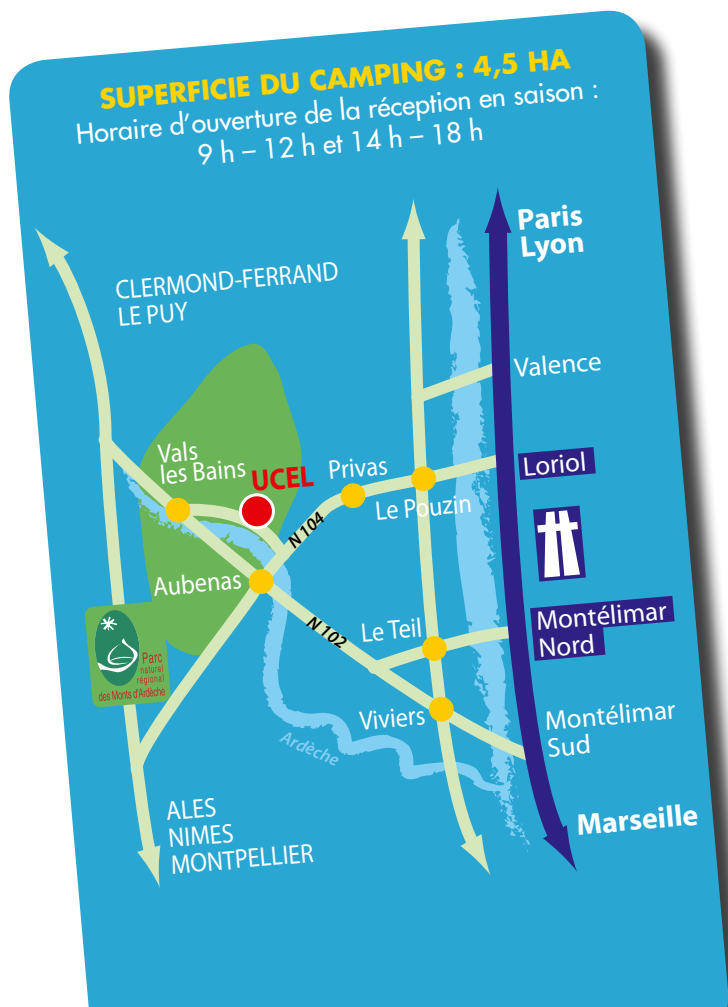 SUPERFICIE DU CAMPING : 4,5 HA
Horaire d'ouverture de la réception en saison :
9 h – 12 h et 14 h – 18 h
Paris
Lyon
CLERMOND-FERRAND
LE PUY
Valence
Vals
les Bains
UCEL
Privas
Loriol
Le Pouzin
N 104
Aubenas
N 102
Le Teil
Montélimar
Nord
Parc
naturel
régional
des Monts d'Ardèche
Viviers
Montélimar
Sud
Ardèche
ALES
NIMES
MONTPELLIER
Marseille